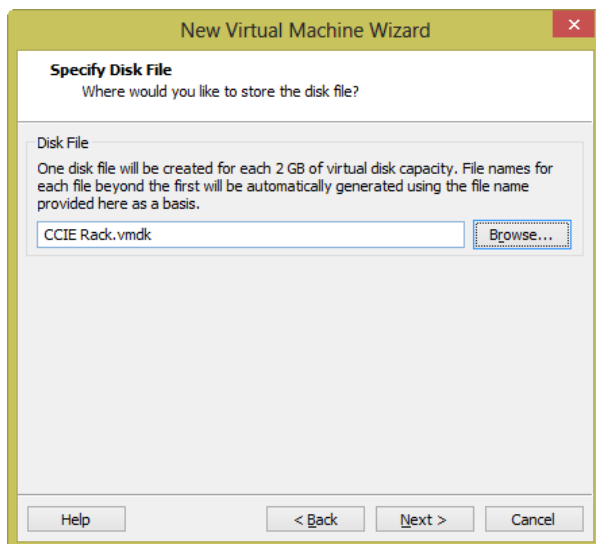 New Virtual Machine Wizard
Specify Disk File
Where would you like to store the disk file?
Disk File
One disk file will be created for each 2 GB of virtual disk capacity. File names for
each file beyond the first will be automatically generated using the file name
provided here as a basis.
CCIE Rack.vmdk
Browse...
Help
< Back
Next >
Cancel